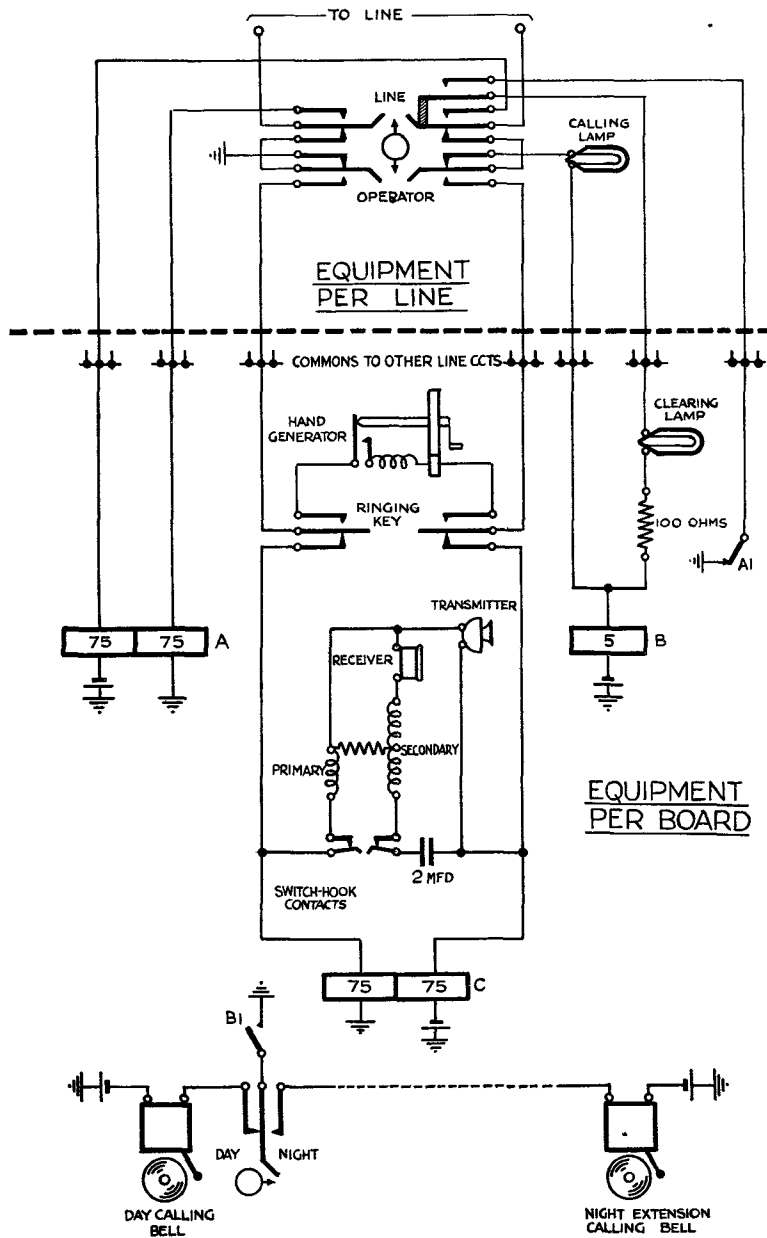 TO LINE
LINE
CALLING
LAMP
OPERATOR
EQUIPMENT
PER LINE
COMMONS TO OTHER LINE CCTS
CLEARING
LAMP
HAND
GENERATOR
RINGING
KEY
100 OHMS
A1
TRANSMITTER
75 75 A
5 B
RECEIVER
SECONDARY
PRIMARY
EQUIPMENT
PER BOARD
2 MFD
SWITCH-HOOK
CONTACTS
75 75 C
B1
DAY NIGHT
DAY CALLING
BELL
NIGHT EXTENSION
CALLING BELL